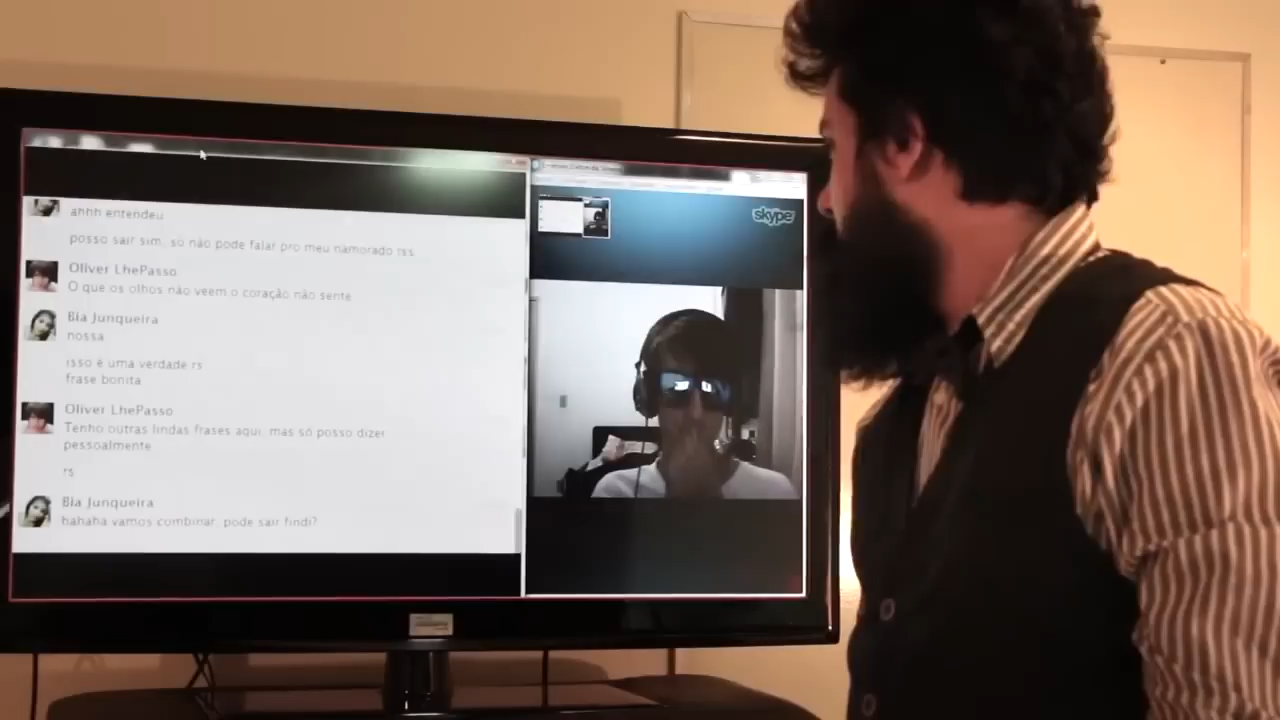 ahhh entendeu
posso sair sim, só não pode falar pro meu namorado rss
Oliver LhePasso
O que os olhos não veem o coração não sente
Bia Junqueira
nossa
isso é uma verdade rs
frase bonita
Oliver LhePasso
Tenho outras lindas frases aqui, mas só posso dizer
pessoalmente
rs
Bia Junqueira
hahaha vamos combinar, pode sair findi?
skype